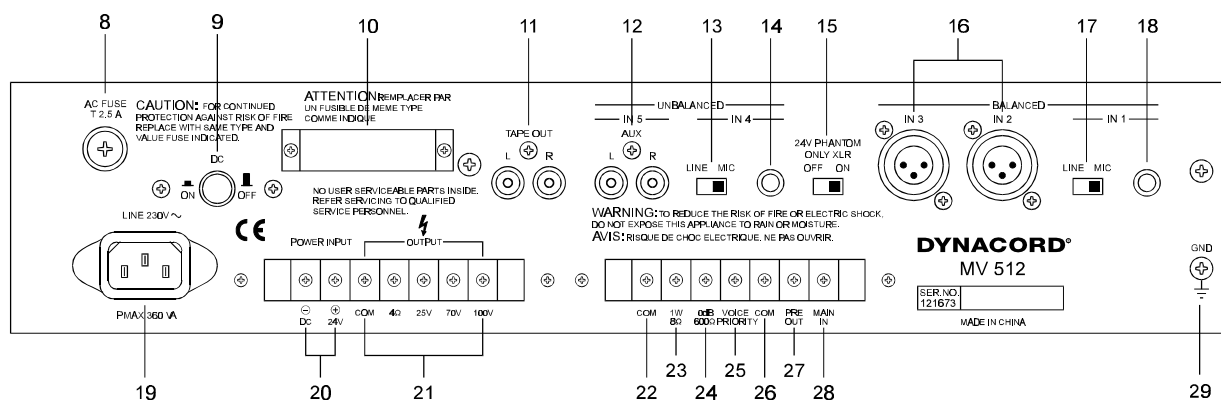 8 9 10 11 12 13 14 15 16 17 18
AC FUSE
T 2,5 A
CAUTION: FOR CONTINUED
PROTECTION AGAINST RISK OF FIRE
REPLACE WITH SAME TYPE AND
VALUE FUSE INDICATED.
DC
ON OFF
ATTENTION: REMPLACER PAR
UN FUSIBLE DE MEME TYPE
COMME INDIQUE
NO USER SERVICEABLE PARTS INSIDE.
REFER SERVICING TO QUALIFIED
SERVICE PERSONNEL.
TAPE OUT
L R
UNBALANCED
IN 5 IN 4
AUX
L R
LINE MIC
24V PHANTOM
ONLY XLR
OFF ON
BALANCED
IN 3 IN 2 IN 1
LINE MIC
LINE 230V ~
PMAX 360 VA
CE
POWER INPUT OUTPUT
⊖ ⊕
DC 24V COM 4Ω 25V 70V 100V
WARNING: TO REDUCE THE RISK OF FIRE OR ELECTRIC SHOCK,
DO NOT EXPOSE THIS APPLIANCE TO RAIN OR MOISTURE.
AVIS: RISQUE DE CHOC ELECTRIQUE. NE PAS OUVRIR.
COM 1W 0dB VOICE COM PRE MAIN
8Ω 600Ω PRIORITY OUT IN
DYNACORD®
MV 512
SER.NO.
121673
MADE IN CHINA
GND
19 20 21 22 23 24 25 26 27 28 29